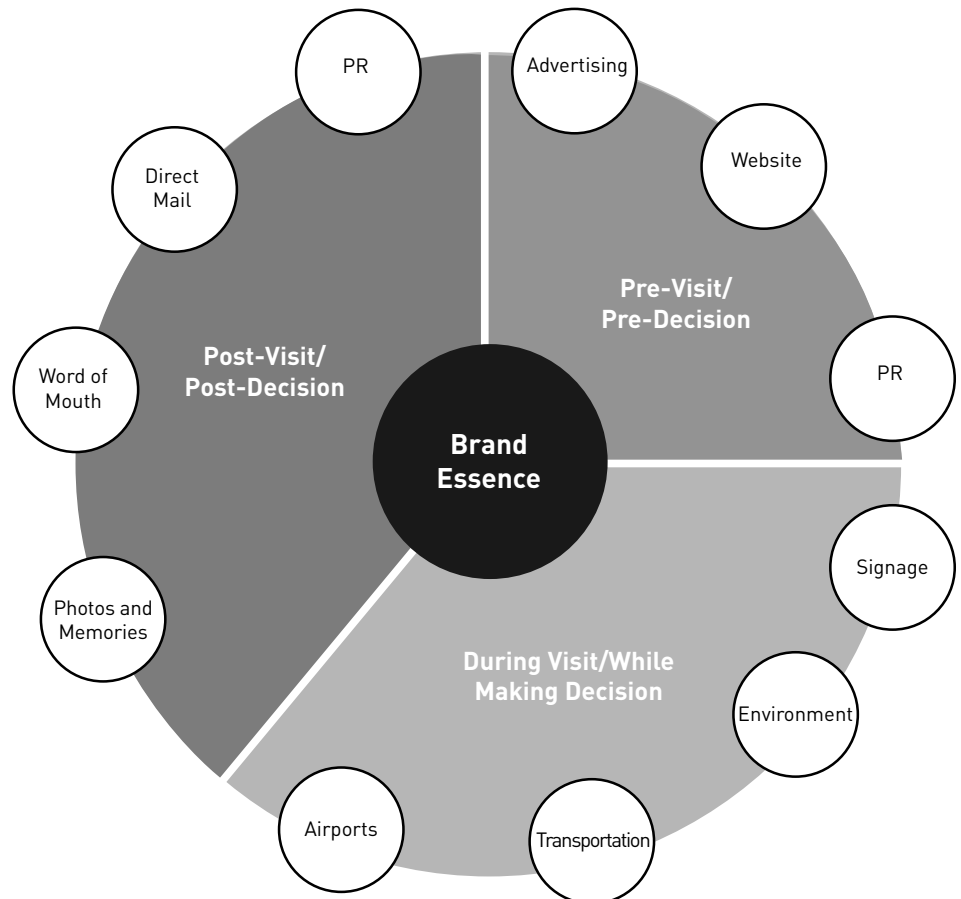 PR
Advertising
Website
Direct
Mail
Pre-Visit/
Pre-Decision
Post-Visit/
Post-Decision
Word of
Mouth
PR
Brand
Essence
Signage
Photos and
Memories
During Visit/While
Making Decision
Environment
Airports
Transportation